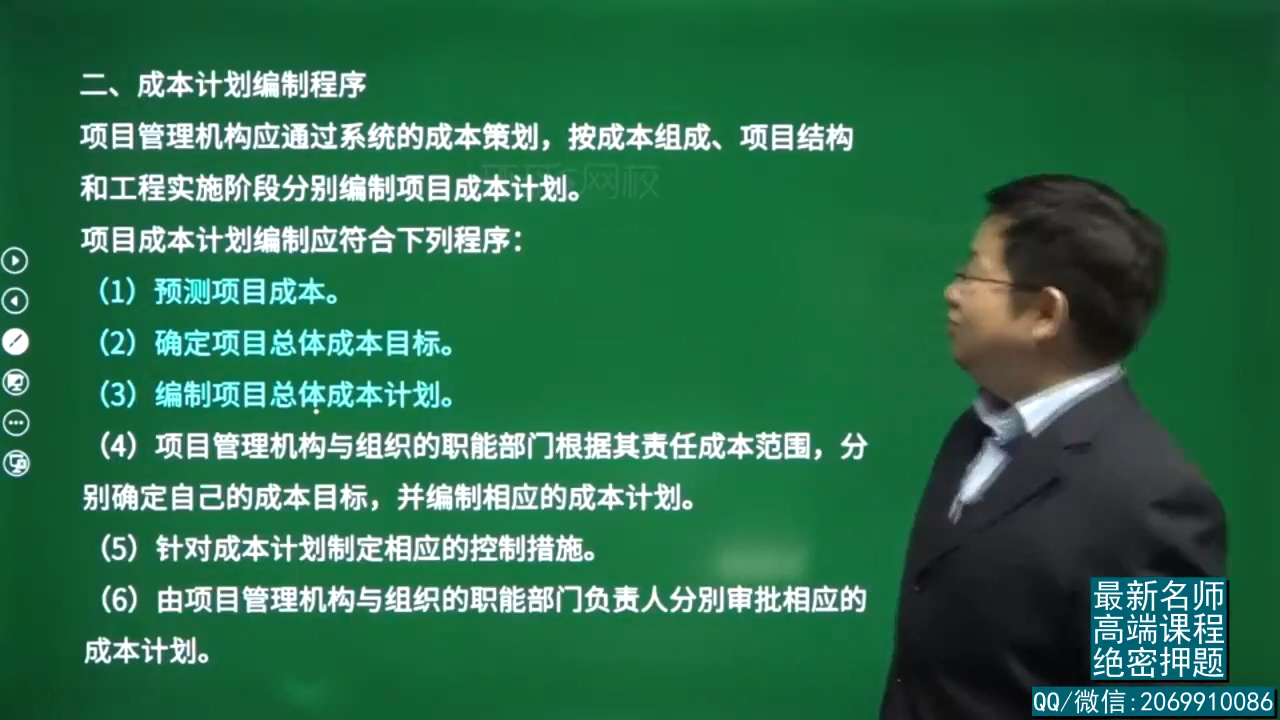 二、成本计划编制程序
项目管理机构应通过系统的成本策划，按成本组成、项目结构
和工程实施阶段分别编制项目成本计划。
项目成本计划编制应符合下列程序：
（1）预测项目成本。
（2）确定项目总体成本目标。
（3）编制项目总体成本计划。
（4）项目管理机构与组织的职能部门根据其责任成本范围，分
别确定自己的成本目标，并编制相应的成本计划。
（5）针对成本计划制定相应的控制措施。
（6）由项目管理机构与组织的职能部门负责人分别审批相应的
成本计划。
网校
最新名师
高端课程
绝密押题
QQ/微信:2069910086